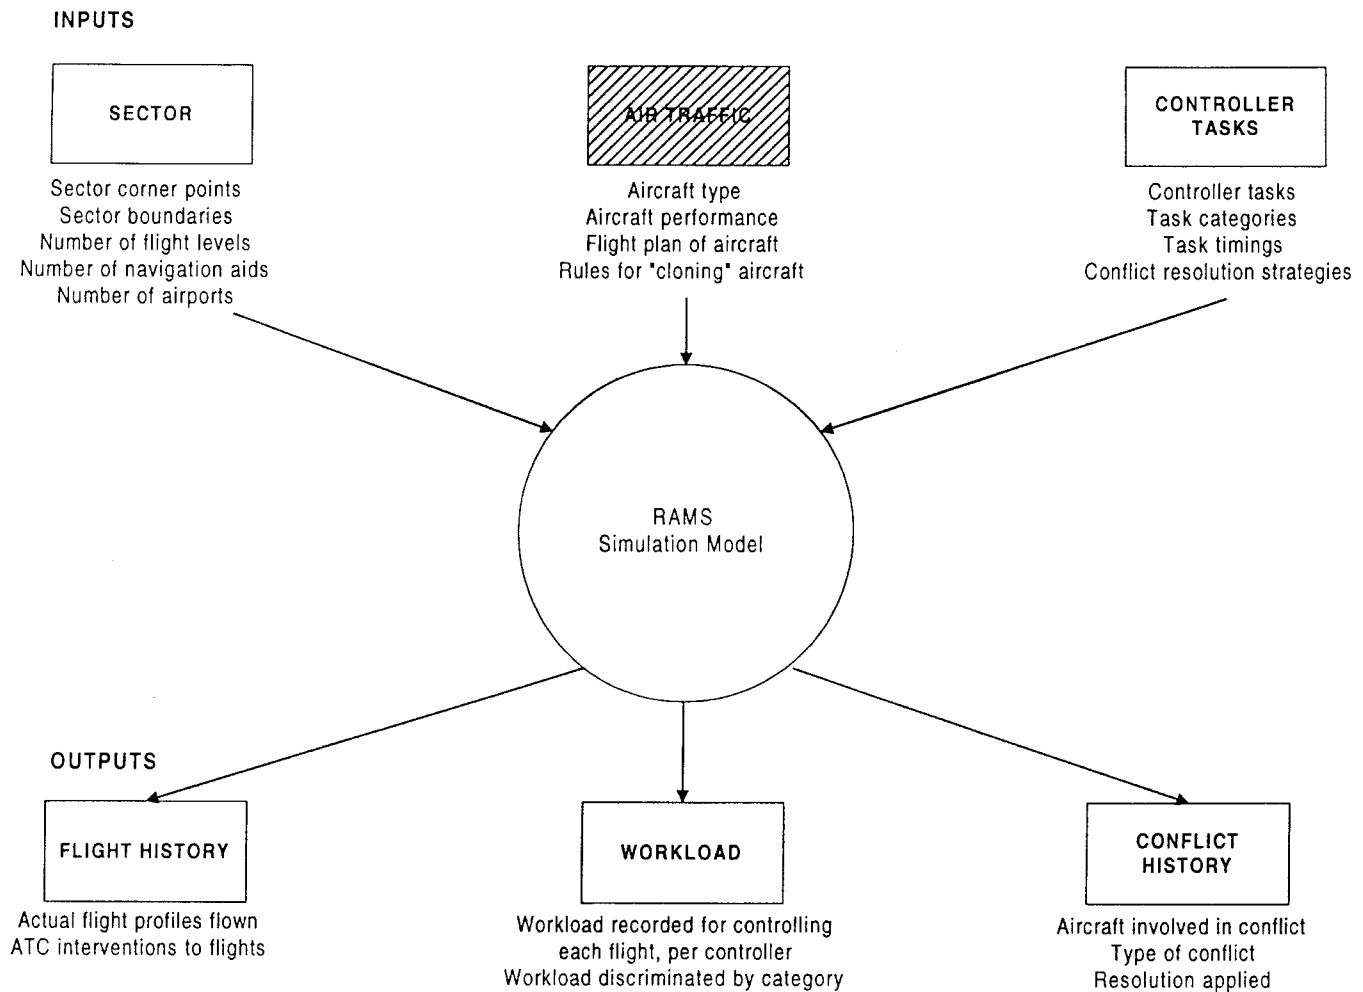 INPUTS
SECTOR
Sector corner points
Sector boundaries
Number of flight levels
Number of navigation aids
Number of airports
AIR TRAFFIC
Aircraft type
Aircraft performance
Flight plan of aircraft
Rules for "cloning" aircraft
CONTROLLER
TASKS
Controller tasks
Task categories
Task timings
Conflict resolution strategies
RAMS
Simulation Model
OUTPUTS
FLIGHT HISTORY
Actual flight profiles flown
ATC interventions to flights
WORKLOAD
Workload recorded for controlling
each flight, per controller
Workload discriminated by category
CONFLICT
HISTORY
Aircraft involved in conflict
Type of conflict
Resolution applied